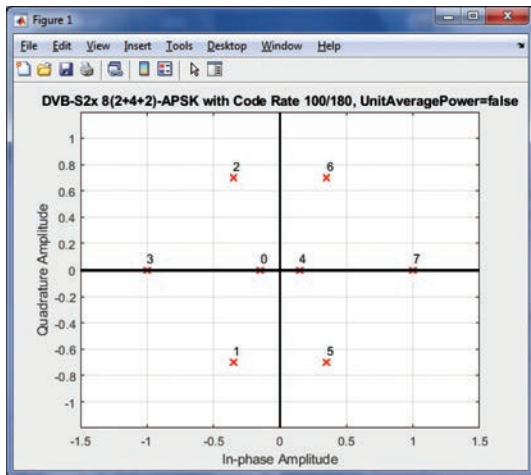 Figure 1
File Edit View Insert Tools Desktop Window Help
DVB-S2x 8(2+4+2)-APSK with Code Rate 100/180, UnitAveragePower=false
1
0.8
0.6
0.4
0.2
0
-0.2
-0.4
-0.6
-0.8
-1
Quadrature Amplitude
2 6
3 0 4 7
1 5
-1.5 -1 -0.5 0 0.5 1 1.5
In-phase Amplitude